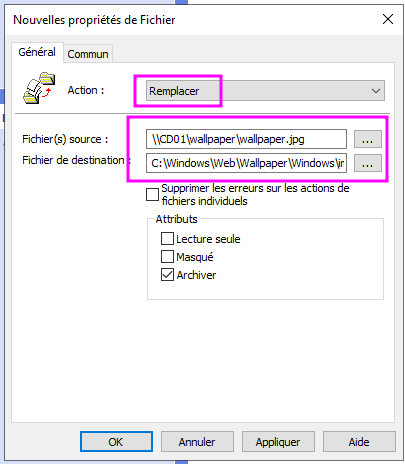 Nouvelles propriétés de Fichier
Général
Commun
Action :
Remplacer
Fichier(s) source :
\\CD01\wallpaper\wallpaper.jpg
...
Fichier de destination :
C:\Windows\Web\Wallpaper\Windows\ir
...
Supprimer les erreurs sur les actions de
fichiers individuels
Attributs
Lecture seule
Masqué
Archiver
OK
Annuler
Appliquer
Aide